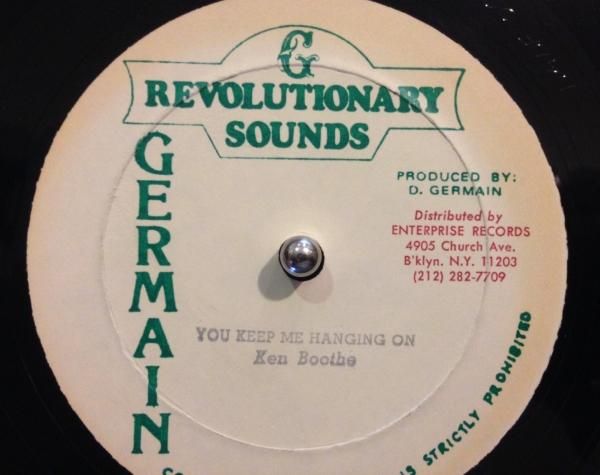 G
REVOLUTIONARY
SOUNDS
GERMAIN
PRODUCED BY:
D. GERMAIN
Distributed by
ENTERPRISE RECORDS
4905 Church Ave.
B'klyn. N.Y. 11203
(212) 282-7709
YOU KEEP ME HANGING ON
Ken Boothe
STRICTLY PROHIBITED